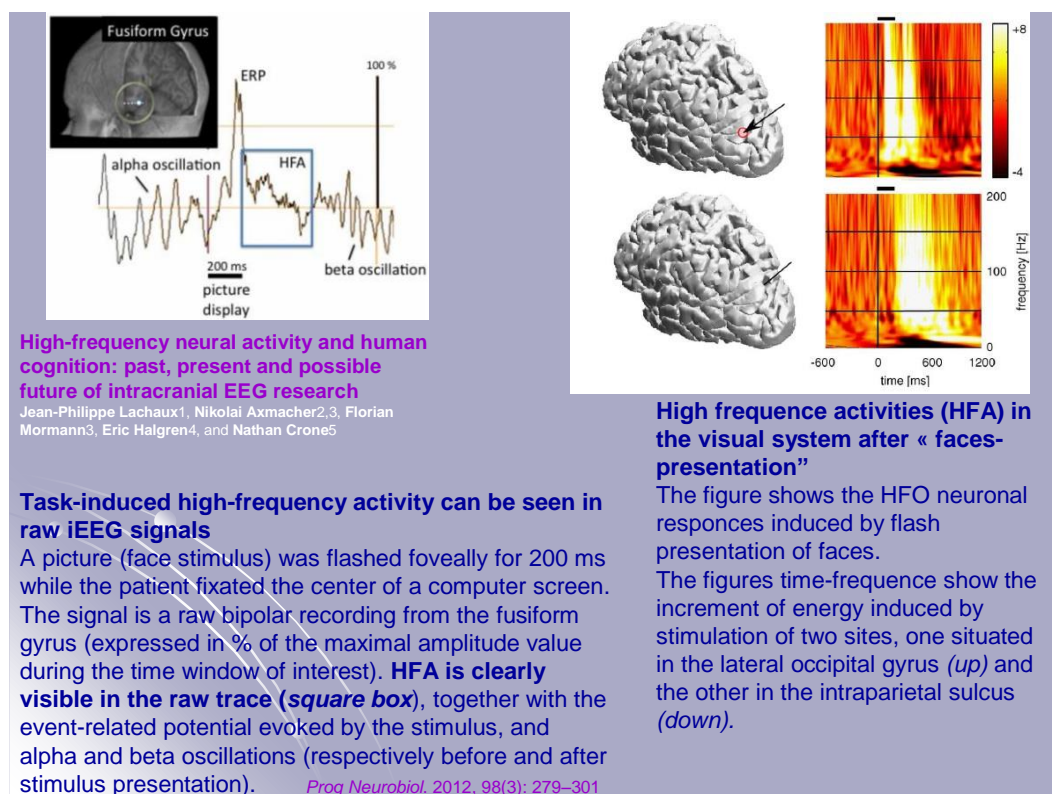 Fusiform Gyrus
ERP
100 %
alpha oscillation
HFA
200 ms
picture
display
beta oscillation
High-frequency neural activity and human
cognition: past, present and possible
future of intracranial EEG research
Jean-Philippe Lachaux1, Nikolai Axmacher2,3, Florian
Mormann3, Eric Halgren4, and Nathan Crone5
Task-induced high-frequency activity can be seen in
raw iEEG signals
A picture (face stimulus) was flashed foveally for 200 ms
while the patient fixated the center of a computer screen.
The signal is a raw bipolar recording from the fusiform
gyrus (expressed in % of the maximal amplitude value
during the time window of interest). HFA is clearly
visible in the raw trace (square box), together with the
event-related potential evoked by the stimulus, and
alpha and beta oscillations (respectively before and after
stimulus presentation).
Prog Neurobiol. 2012, 98(3): 279–301
+8
-4
200
100
0
frequency [Hz]
-600 0 600 1200
time [ms]
High frequence activities (HFA) in
the visual system after « faces-
presentation”
The figure shows the HFO neuronal
responces induced by flash
presentation of faces.
The figures time-frequence show the
increment of energy induced by
stimulation of two sites, one situated
in the lateral occipital gyrus (up) and
the other in the intraparietal sulcus
(down).